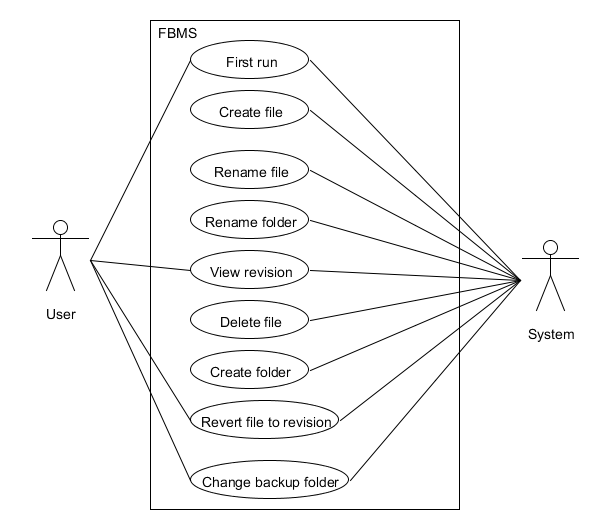 FBMS
First run
Create file
Rename file
Rename folder
View revision
Delete file
Create folder
Revert file to revision
Change backup folder
User
System